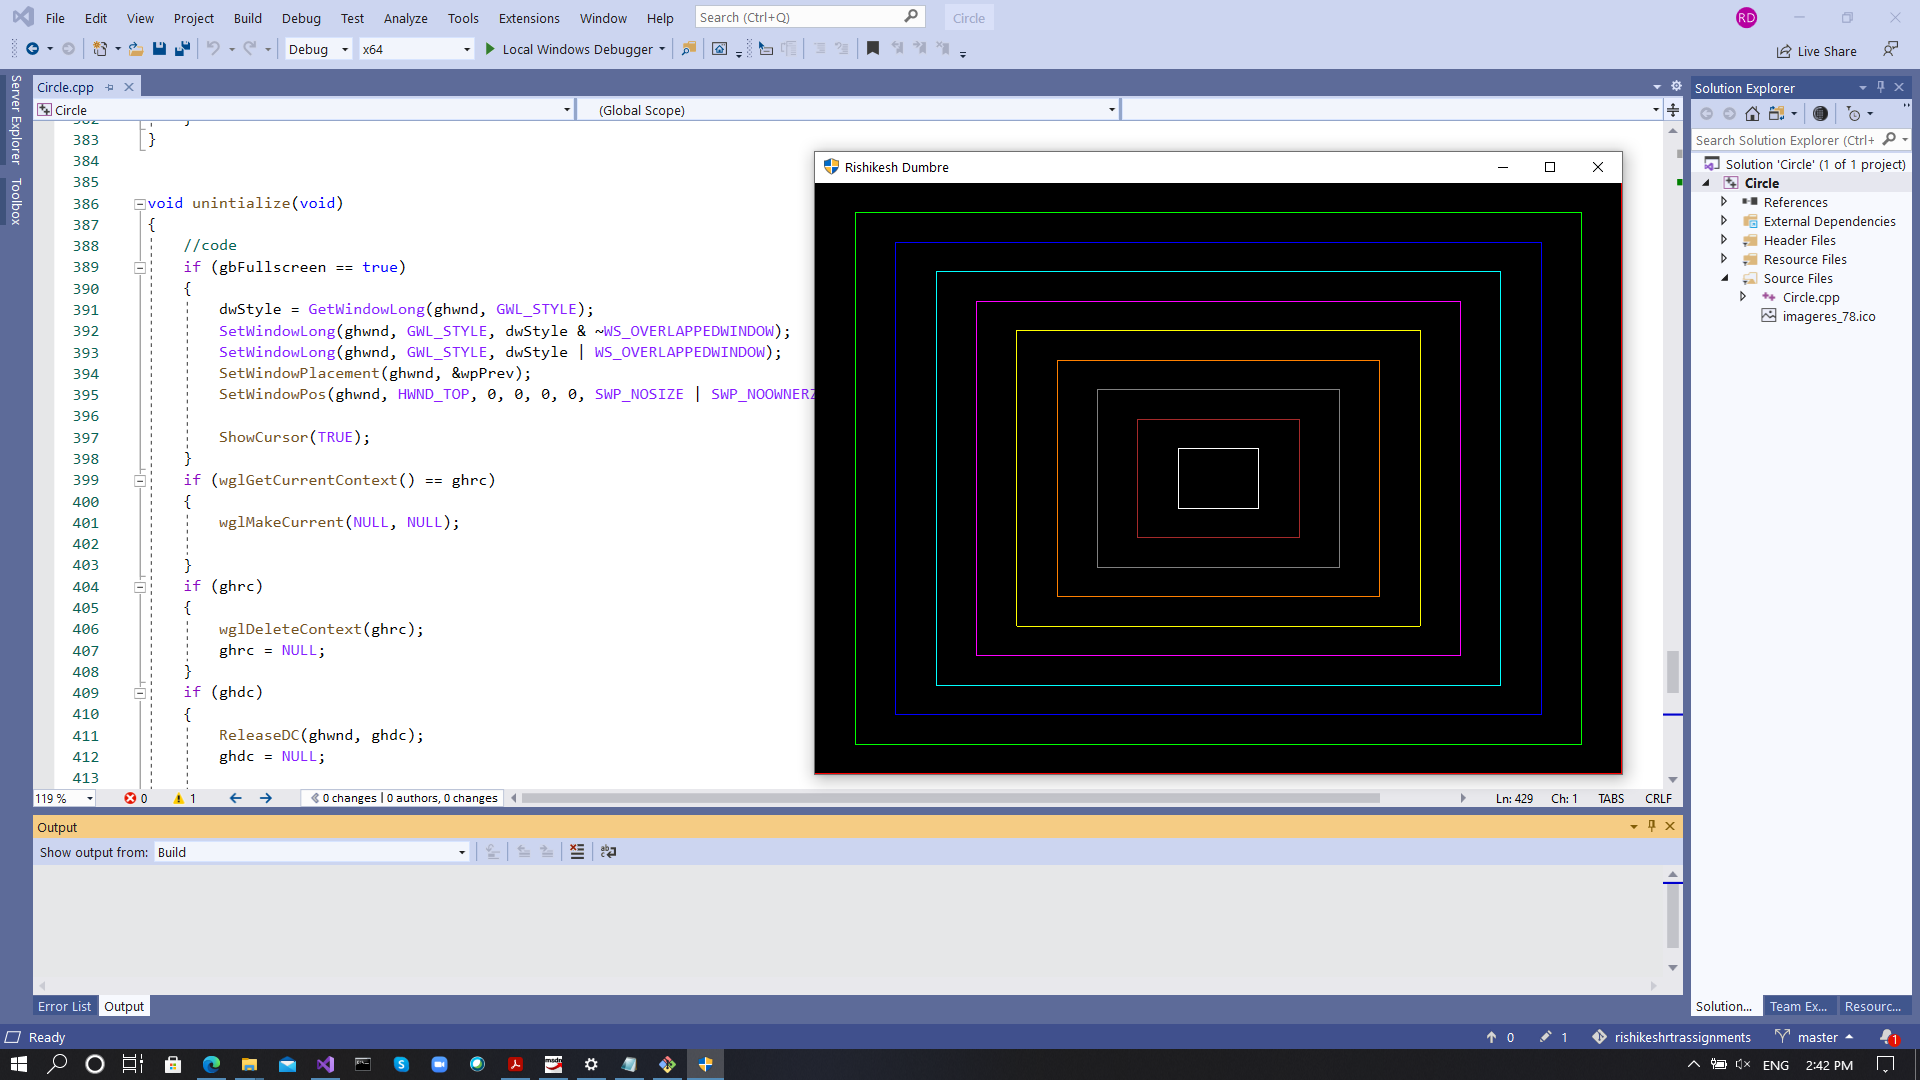 File Edit View Project Build Debug Test Analyze Tools Extensions Window Help Search (Ctrl+Q) Circle RD
Debug x64 Local Windows Debugger Live Share
Server Explorer
Toolbox
Circle.cpp
Circle (Global Scope)
382 }
383 }
384
385
386 void unintialize(void)
387 {
388 //code
389 if (gbFullscreen == true)
390 {
391 dwStyle = GetWindowLong(ghwnd, GWL_STYLE);
392 SetWindowLong(ghwnd, GWL_STYLE, dwStyle & ~WS_OVERLAPPEDWINDOW);
393 SetWindowLong(ghwnd, GWL_STYLE, dwStyle | WS_OVERLAPPEDWINDOW);
394 SetWindowPlacement(ghwnd, &wpPrev);
395 SetWindowPos(ghwnd, HWND_TOP, 0, 0, 0, 0, SWP_NOSIZE | SWP_NOOWNERZ
396
397 ShowCursor(TRUE);
398 }
399 if (wglGetCurrentContext() == ghrc)
400 {
401 wglMakeCurrent(NULL, NULL);
402
403 }
404 if (ghrc)
405 {
406 wglDeleteContext(ghrc);
407 ghrc = NULL;
408 }
409 if (ghdc)
410 {
411 ReleaseDC(ghwnd, ghdc);
412 ghdc = NULL;
413
Rishikesh Dumbre
119 % 0 1 0 changes | 0 authors, 0 changes Ln: 429 Ch: 1 TABS CRLF
Output
Show output from: Build
Error List Output
Solution Explorer
Search Solution Explorer (Ctrl+
Solution 'Circle' (1 of 1 project)
Circle
References
External Dependencies
Header Files
Resource Files
Source Files
Circle.cpp
imageres_78.ico
Solution... Team Ex... Resourc...
Ready 0 1 rishikeshrtrassignments master 1
msdn ENG 2:42 PM